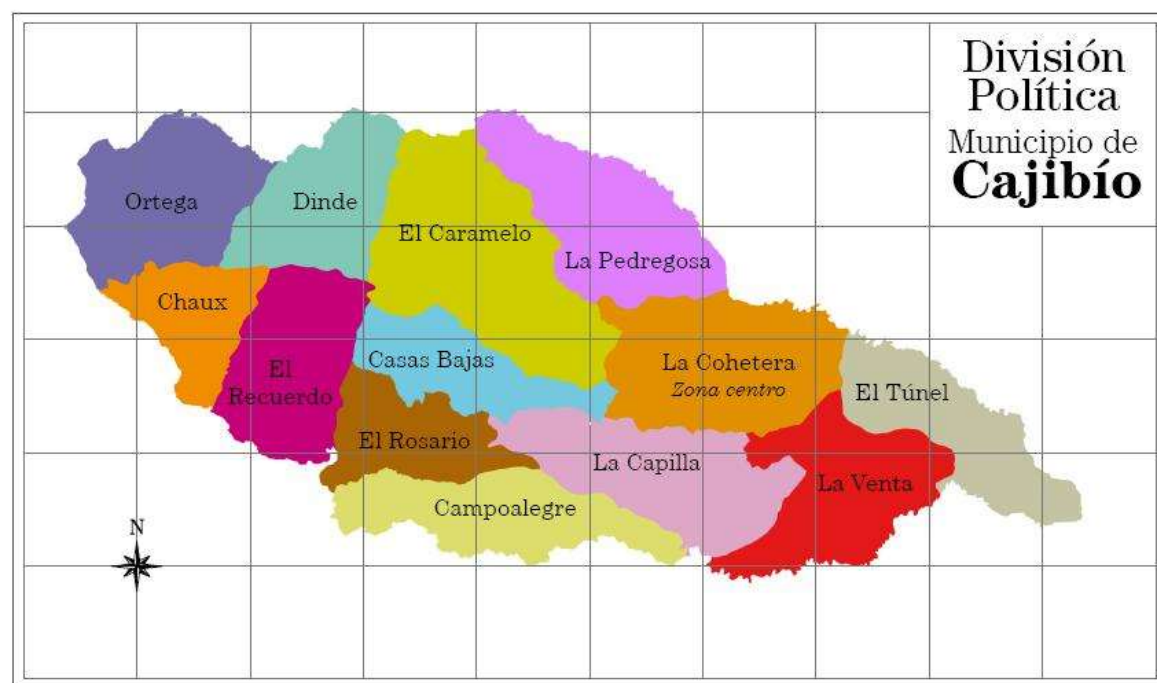 División
Política
Municipio de
Cajibío
Ortega
Dinde
El Caramelo
La Pedregosa
Chaux
El
Recuerdo
Casas Bajas
La Cohetera
Zona centro
El Túnel
El Rosario
La Capilla
La Venta
Campoalegre
N